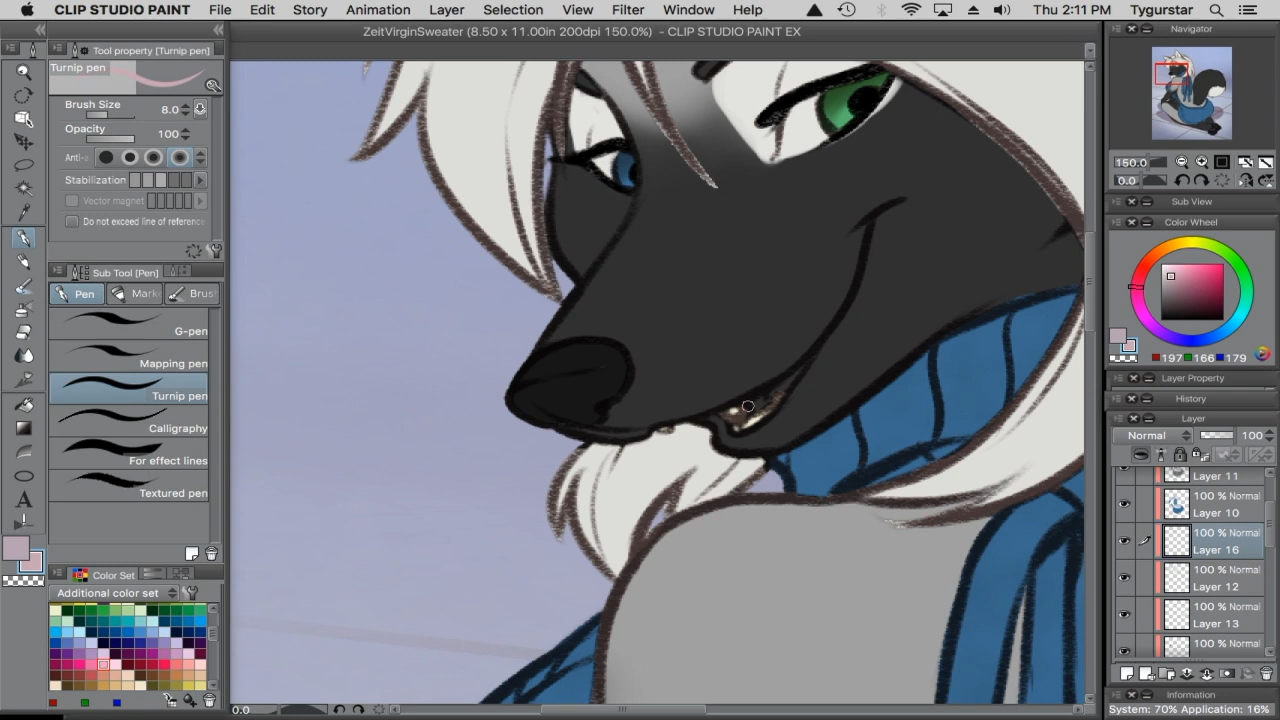 CLIP STUDIO PAINT File Edit Story Animation Layer Selection View Filter Window Help Thu 2:11 PM Tygurstar
ZeitVirginSweater (8.50 x 11.00in 200dpi 150.0%) - CLIP STUDIO PAINT EX
Tool property [Turnip pen]
Turnip pen
Brush Size 8.0
Opacity 100
Anti-a
Stabilization
Vector magnet
Do not exceed line of reference
Sub Tool [Pen]
Pen Mark Brus
G-pen
Mapping pen
Turnip pen
Calligraphy
For effect lines
Textured pen
Color Set
Additional color set
0.0
Navigator
150.0
0.0
Sub View
Color Wheel
197 166 179
Layer Property
History
Layer
Normal 100
Layer 11
100 % Normal
Layer 10
100 % Normal
Layer 16
100 % Normal
Layer 12
100 % Normal
Layer 13
100 % Normal
Information
System: 70% Application: 16%